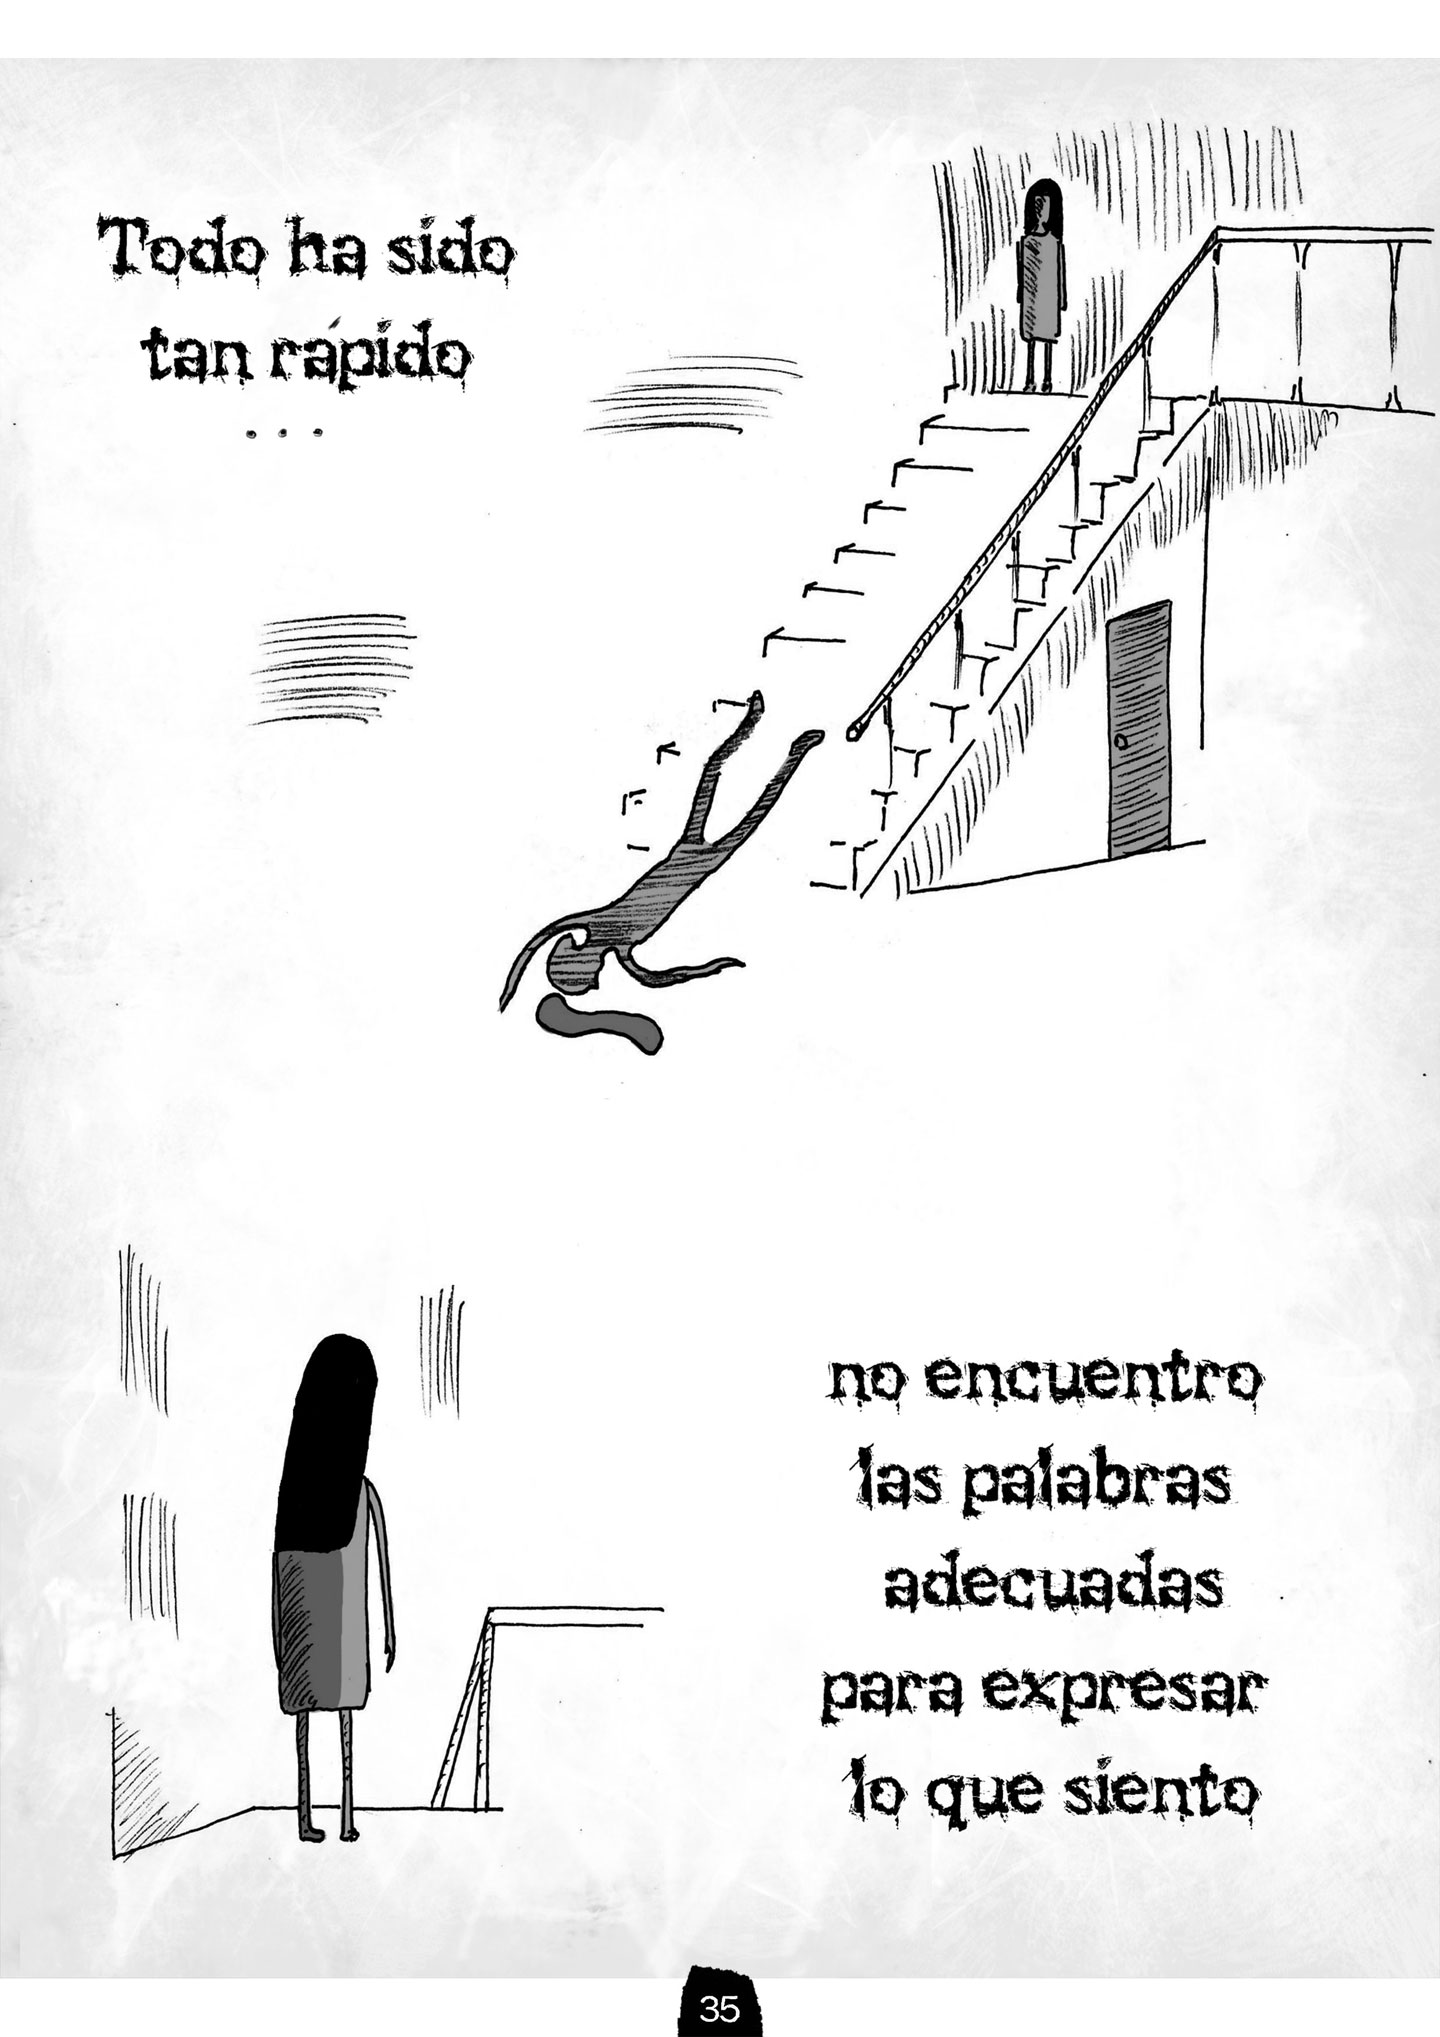 Todo ha sido
tan rápido
...
no encuentro
las palabras
adecuadas
para expresar
lo que siento
35